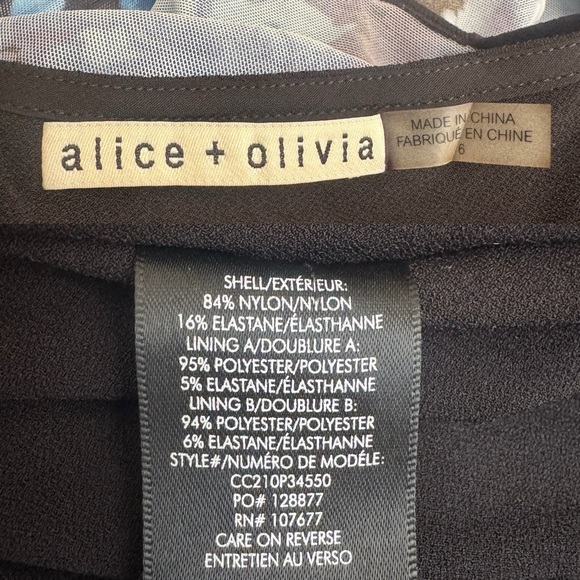 alice + olivia
MADE IN CHINA
FABRIQUÉ EN CHINE
6
SHELL/EXTÉRIEUR:
84% NYLON/NYLON
16% ELASTANE/ÉLASTHANNE
LINING A/DOUBLURE A:
95% POLYESTER/POLYESTER
5% ELASTANE/ÉLASTHANNE
LINING B/DOUBLURE B:
94% POLYESTER/POLYESTER
6% ELASTANE/ÉLASTHANNE
STYLE#/NUMÉRO DE MODÉLE:
CC210P34550
PO# 128877
RN# 107677
CARE ON REVERSE
ENTRETIEN AU VERSO